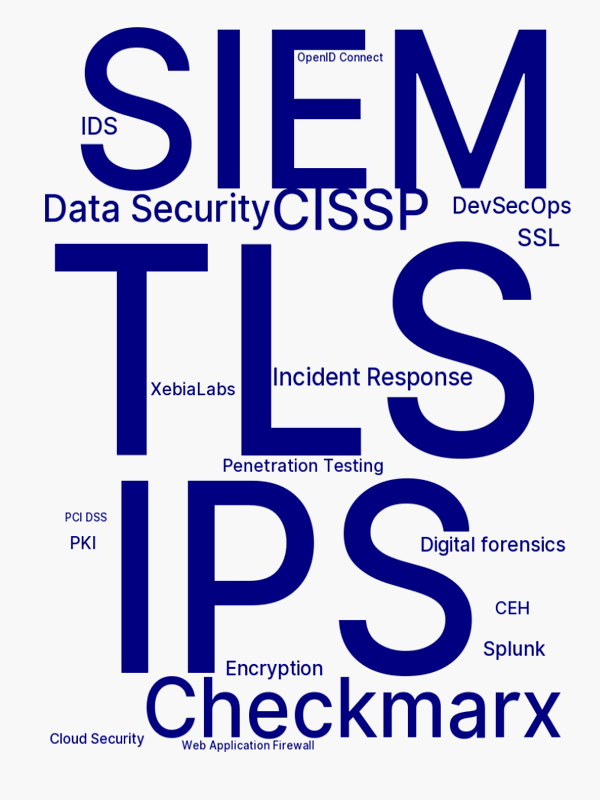 SIEM
OpenID Connect
IDS
Data Security
CISSP
DevSecOps
SSL
TLS
Incident Response
XebiaLabs
Penetration Testing
IPS
PCI DSS
PKI
Digital forensics
CEH
Splunk
Encryption
Checkmarx
Cloud Security
Web Application Firewall